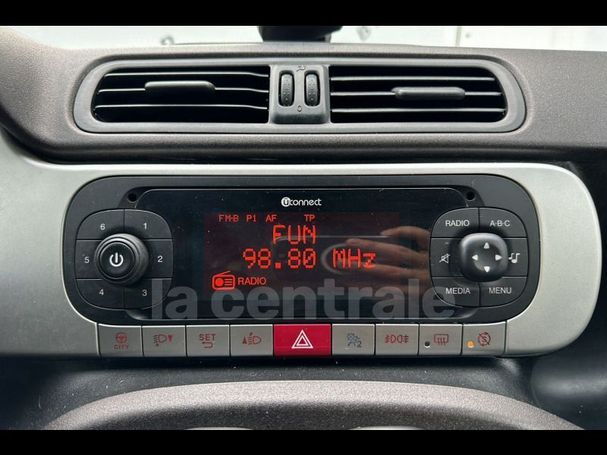 Uconnect
FM-B P1 AF TP
FUN
98.80 MHz
RADIO
6 1
5 2
4 3
RADIO A·B·C
MEDIA MENU
la centrale
CITY SET 2